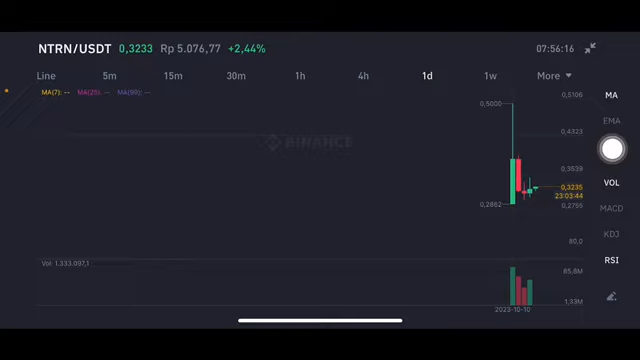 NTRN/USDT 0,3233 Rp 5.076,77 +2,44% 07:56:16
Line 5m 15m 30m 1h 4h 1d 1w More
MA(7): -- MA(25): -- MA(99): --
0,5106
MA
0,5000
EMA
0,4323
BINANCE
0,3539
VOL
0,3235
23:03:44
0,2862
0,2755
MACD
KDJ
80,0
RSI
Vol: 1.333.097,1
85,6M
1,33M
2023-10-10